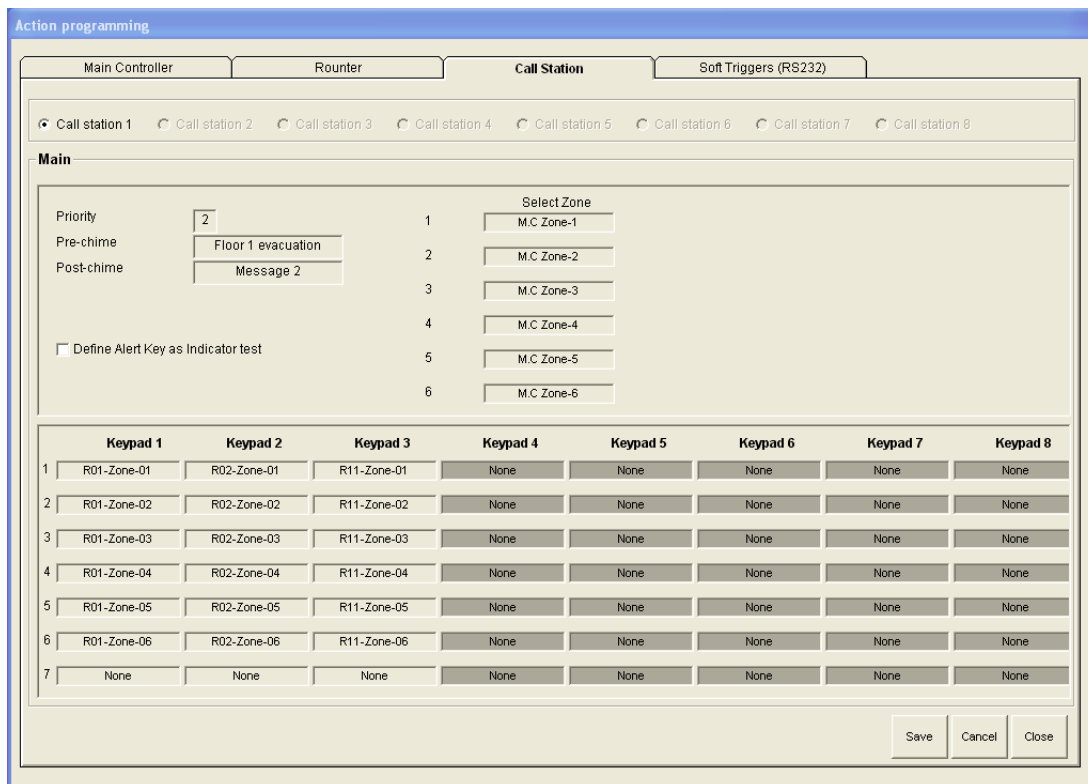 Action programming
Main Controller Rounter Call Station Soft Triggers (RS232)
Call station 1 Call station 2 Call station 3 Call station 4 Call station 5 Call station 6 Call station 7 Call station 8
Main
Select Zone
Priority 2 1 M.C Zone-1
Pre-chime Floor 1 evacuation 2 M.C Zone-2
Post-chime Message 2
3 M.C Zone-3
4 M.C Zone-4
Define Alert Key as Indicator test 5 M.C Zone-5
6 M.C Zone-6
Keypad 1 Keypad 2 Keypad 3 Keypad 4 Keypad 5 Keypad 6 Keypad 7 Keypad 8
1 R01-Zone-01 R02-Zone-01 R11-Zone-01 None None None None None
2 R01-Zone-02 R02-Zone-02 R11-Zone-02 None None None None None
3 R01-Zone-03 R02-Zone-03 R11-Zone-03 None None None None None
4 R01-Zone-04 R02-Zone-04 R11-Zone-04 None None None None None
5 R01-Zone-05 R02-Zone-05 R11-Zone-05 None None None None None
6 R01-Zone-06 R02-Zone-06 R11-Zone-06 None None None None None
7 None None None None None None None None
Save Cancel Close